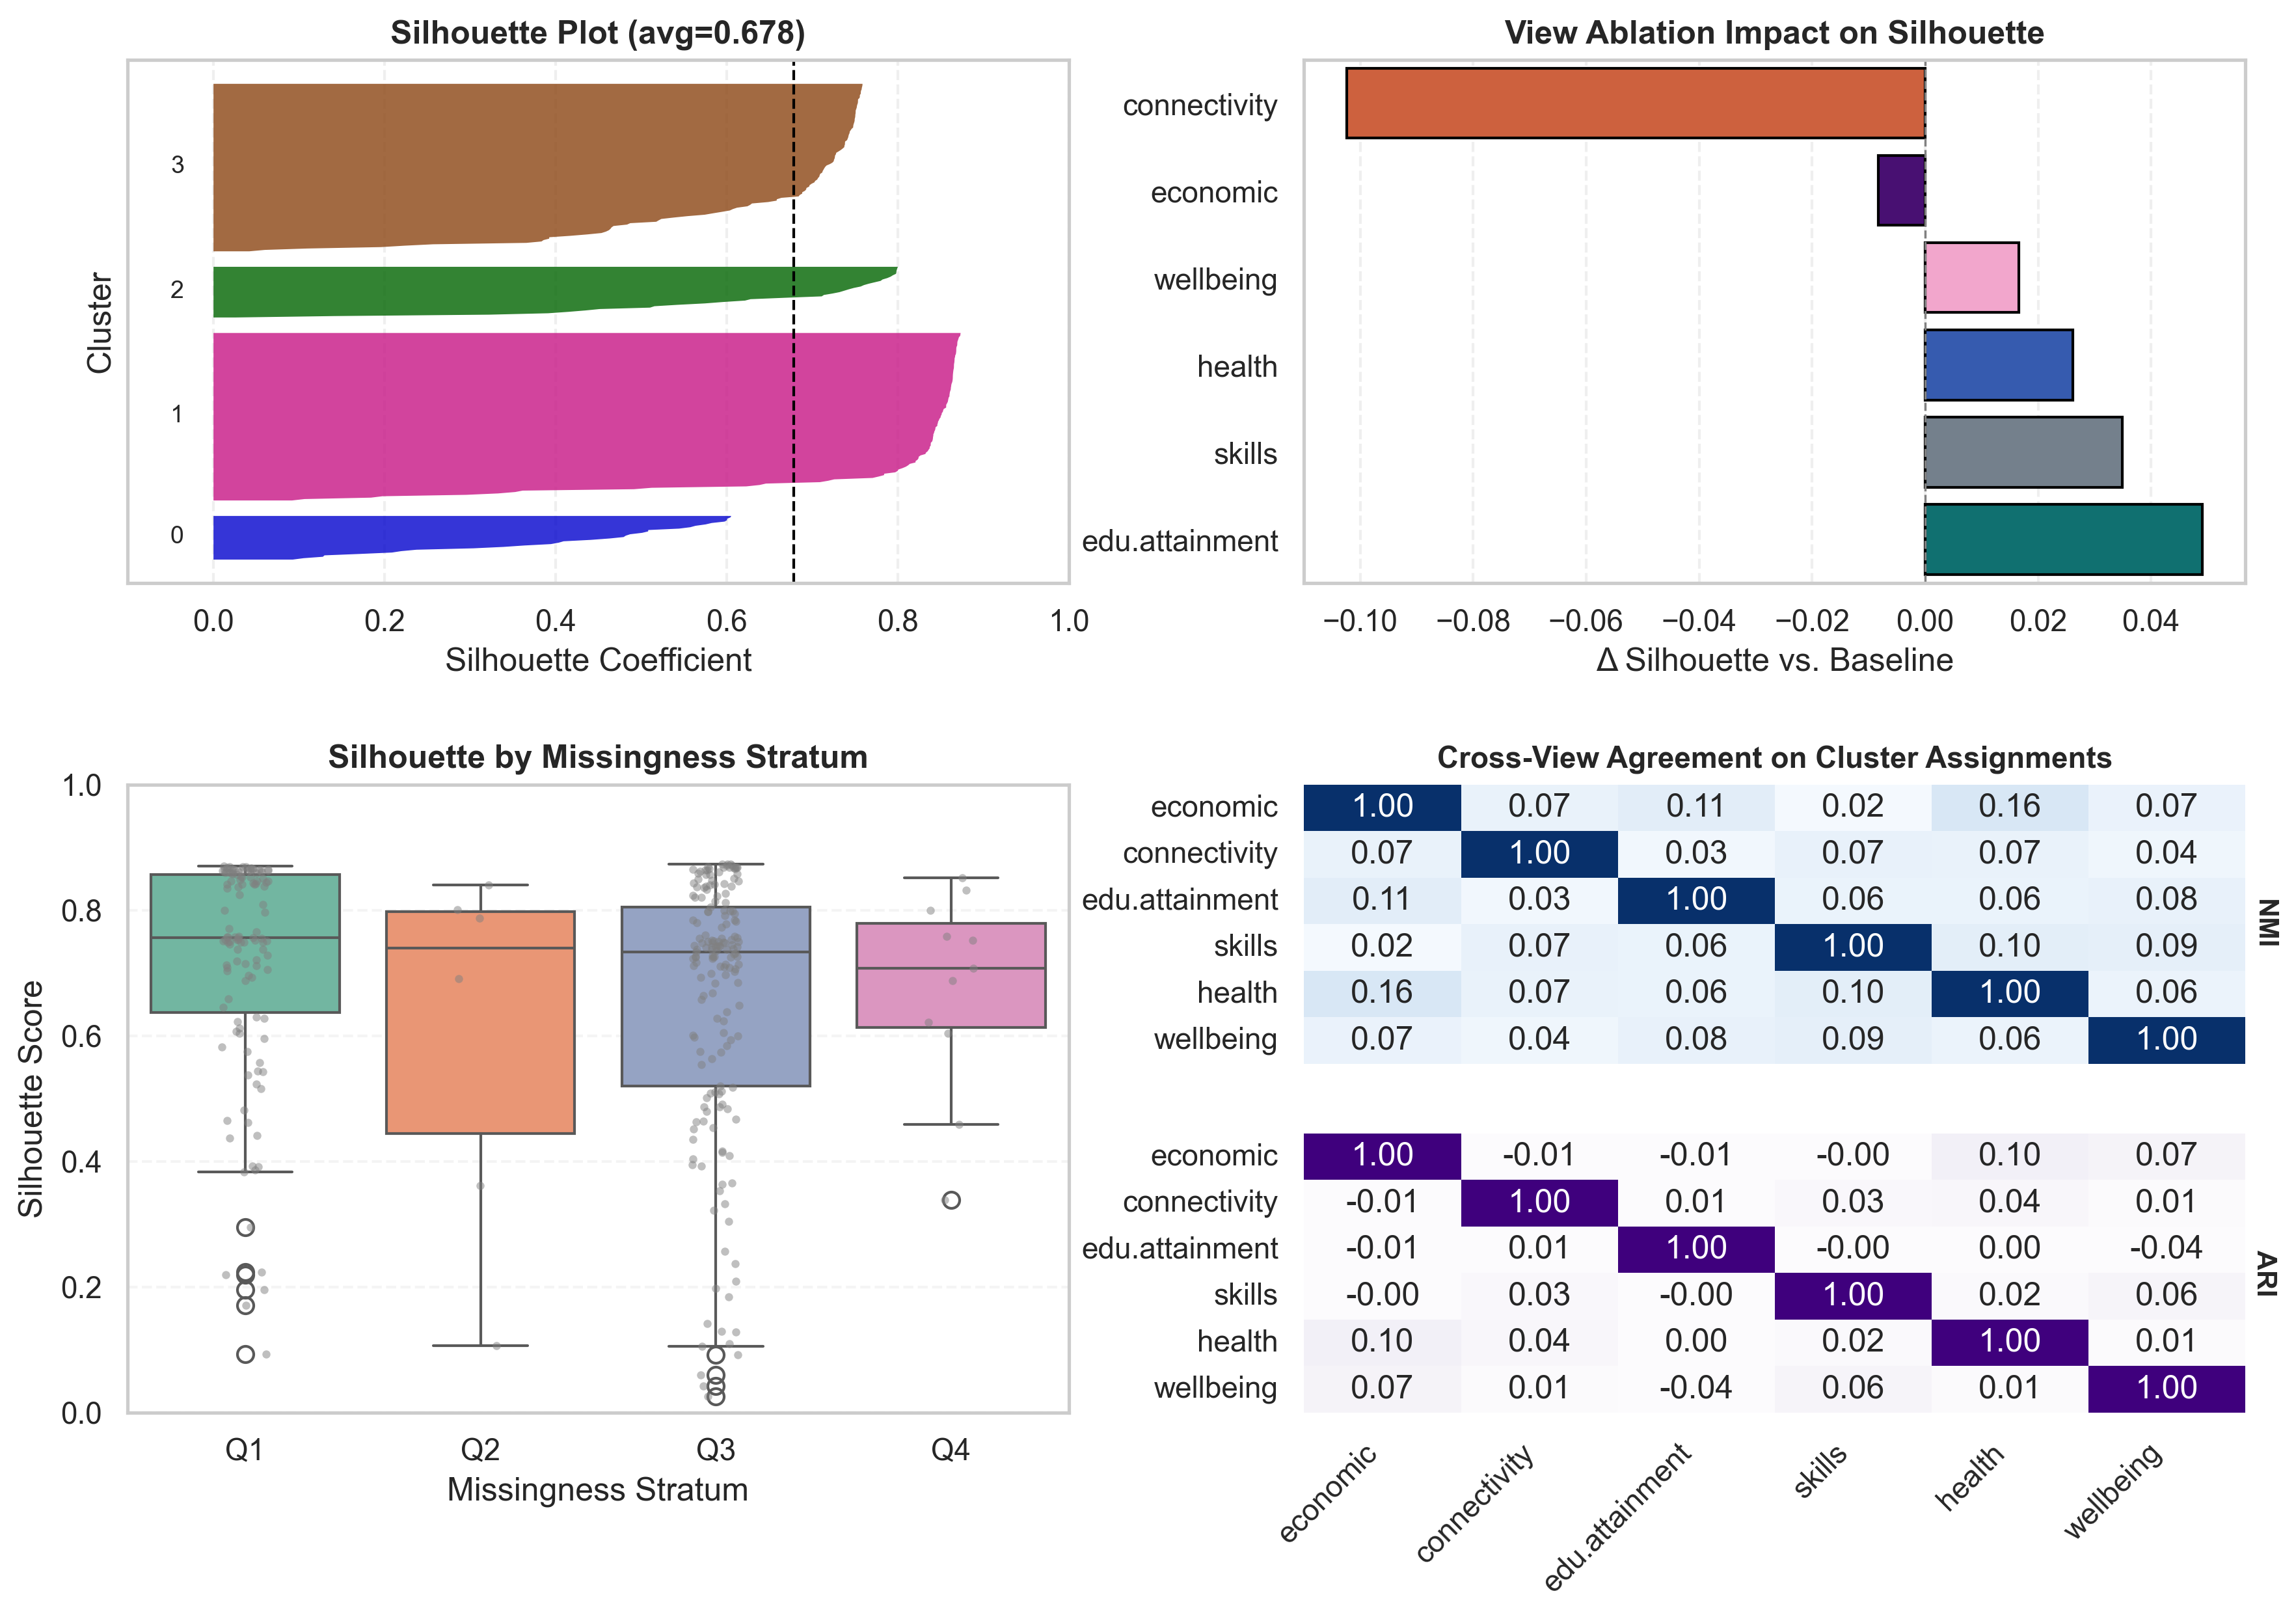 Silhouette Plot (avg=0.678)
3
2
1
0
Cluster
0.0 0.2 0.4 0.6 0.8 1.0
Silhouette Coefficient
View Ablation Impact on Silhouette
connectivity
economic
wellbeing
health
skills
edu.attainment
−0.10 −0.08 −0.06 −0.04 −0.02 0.00 0.02 0.04
Δ Silhouette vs. Baseline
Silhouette by Missingness Stratum
1.0
0.8
0.6
0.4
0.2
0.0
Silhouette Score
Q1 Q2 Q3 Q4
Missingness Stratum
Cross-View Agreement on Cluster Assignments
economic 1.00 0.07 0.11 0.02 0.16 0.07
connectivity 0.07 1.00 0.03 0.07 0.07 0.04
edu.attainment 0.11 0.03 1.00 0.06 0.06 0.08
skills 0.02 0.07 0.06 1.00 0.10 0.09
health 0.16 0.07 0.06 0.10 1.00 0.06
wellbeing 0.07 0.04 0.08 0.09 0.06 1.00
NMI
economic 1.00 -0.01 -0.01 -0.00 0.10 0.07
connectivity -0.01 1.00 0.01 0.03 0.04 0.01
edu.attainment -0.01 0.01 1.00 -0.00 0.00 -0.04
skills -0.00 0.03 -0.00 1.00 0.02 0.06
health 0.10 0.04 0.00 0.02 1.00 0.01
wellbeing 0.07 0.01 -0.04 0.06 0.01 1.00
ARI
economic connectivity edu.attainment skills health wellbeing